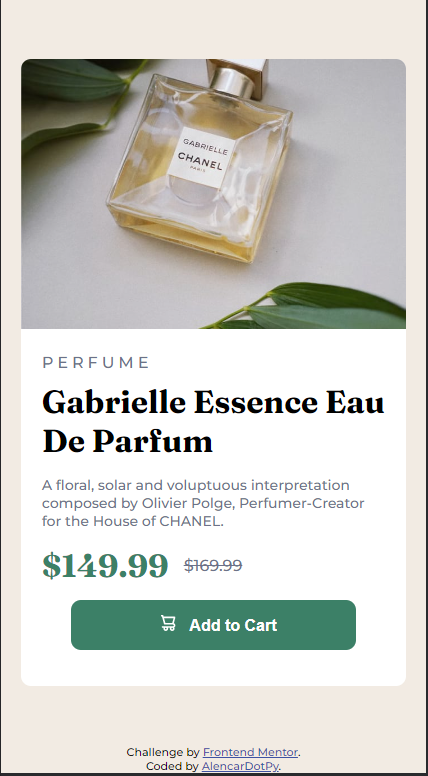 GABRIELLE
CHANEL
PARIS
PERFUME
Gabrielle Essence Eau
De Parfum
A floral, solar and voluptuous interpretation
composed by Olivier Polge, Perfumer-Creator
for the House of CHANEL.
$149.99 $169.99
Add to Cart
Challenge by Frontend Mentor.
Coded by AlencarDotPy.